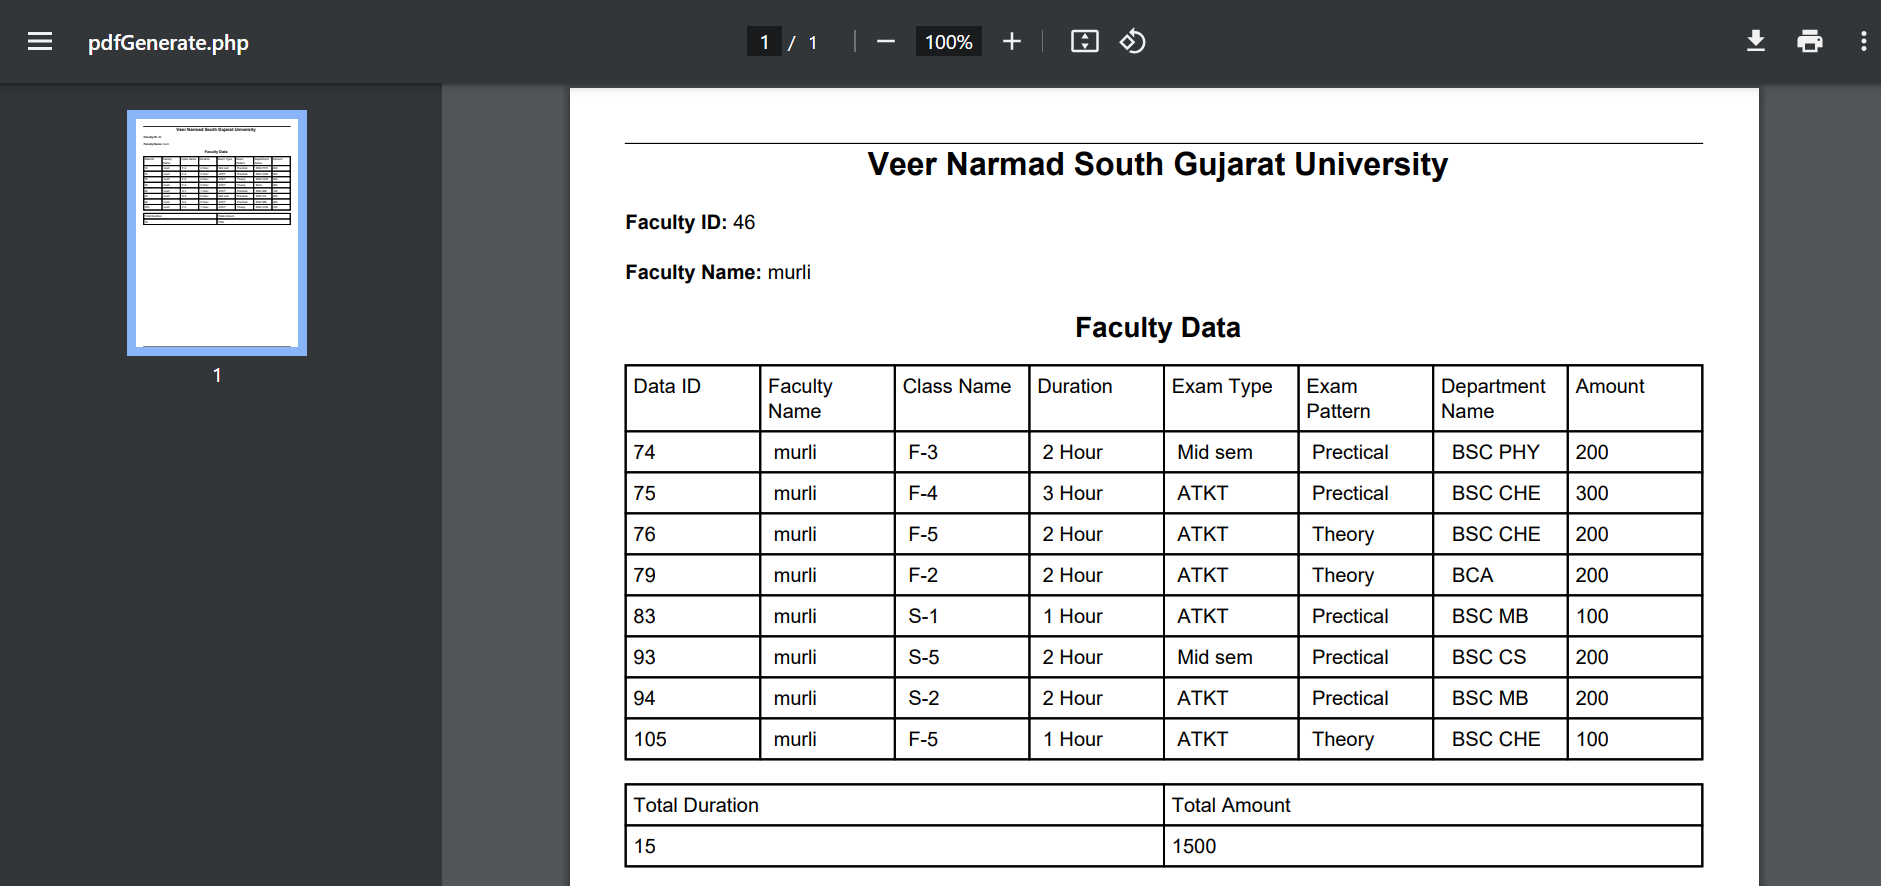 pdfGenerate.php
1 / 1
100%
1
Veer Narmad South Gujarat University
Faculty ID: 46
Faculty Name: murli
Faculty Data
Data ID Faculty Name Class Name Duration Exam Type Exam Pattern Department Name Amount
74 murli F-3 2 Hour Mid sem Prectical BSC PHY 200
75 murli F-4 3 Hour ATKT Prectical BSC CHE 300
76 murli F-5 2 Hour ATKT Theory BSC CHE 200
79 murli F-2 2 Hour ATKT Theory BCA 200
83 murli S-1 1 Hour ATKT Prectical BSC MB 100
93 murli S-5 2 Hour Mid sem Prectical BSC CS 200
94 murli S-2 2 Hour ATKT Prectical BSC MB 200
105 murli F-5 1 Hour ATKT Theory BSC CHE 100
Total Duration Total Amount
15 1500